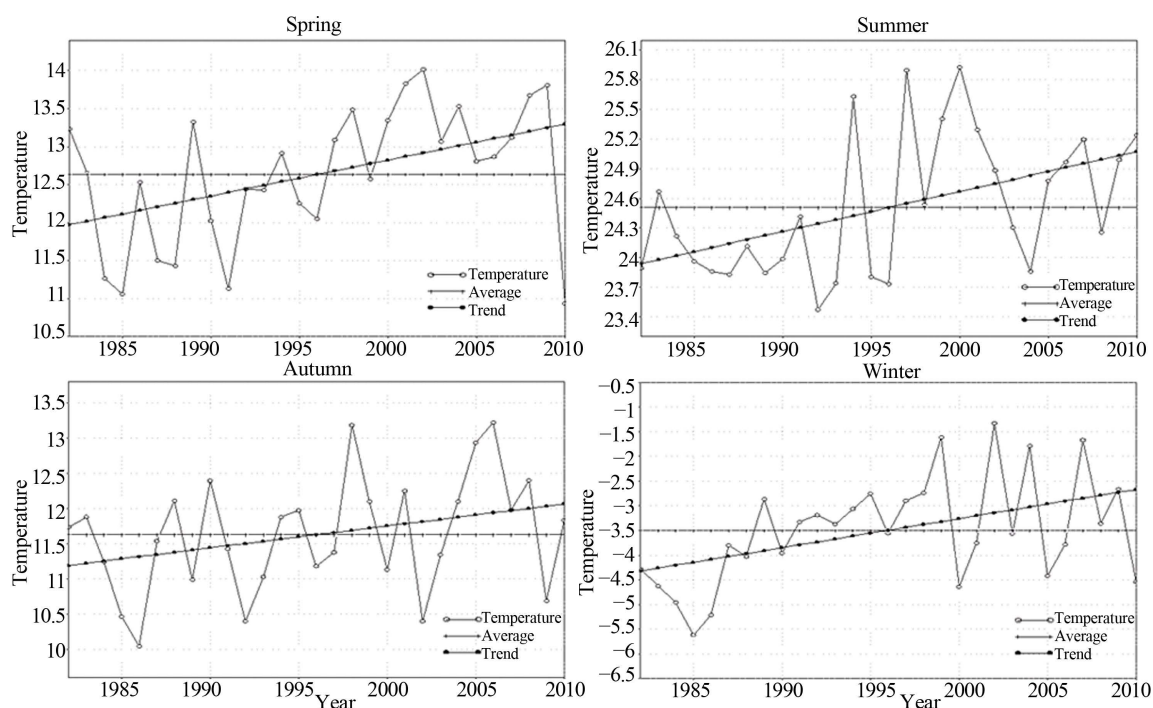 Spring
Temperature
14
13.5
13
12.5
12
11.5
11
10.5
1985 1990 1995 2000 2005 2010
Temperature
Average
Trend
Summer
Temperature
26.1
25.8
25.5
25.2
24.9
24.6
24.3
24
23.7
23.4
1985 1990 1995 2000 2005 2010
Temperature
Average
Trend
Autumn
Temperature
13.5
13
12.5
12
11.5
11
10.5
10
1985 1990 1995 2000 2005 2010
Year
Temperature
Average
Trend
Winter
Temperature
−0.5
−1
−1.5
−2
−2.5
−3
−3.5
−4
−4.5
−5
−5.5
−6
−6.5
1985 1990 1995 2000 2005 2010
Year
Temperature
Average
Trend